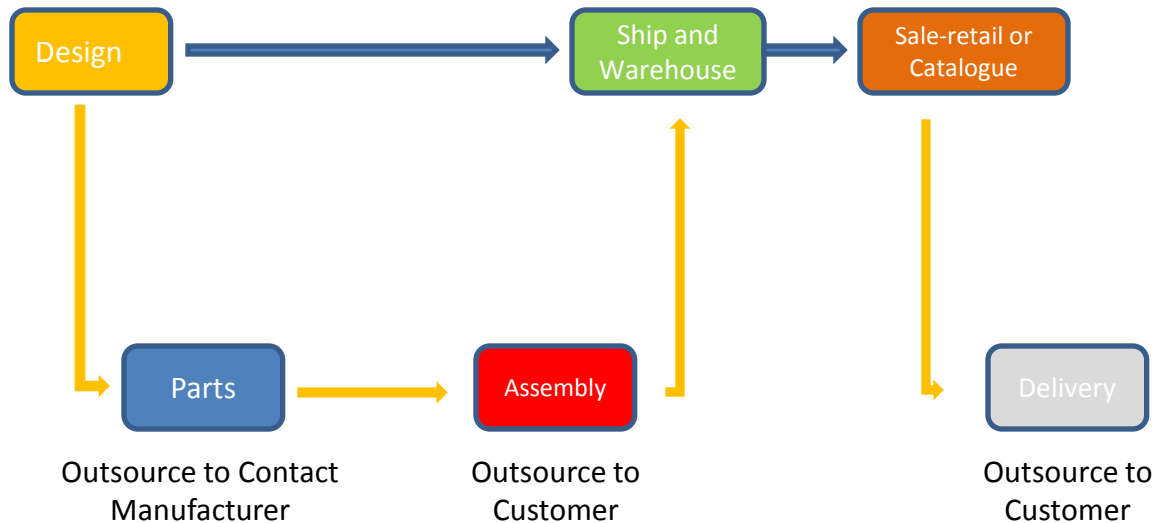 Design
Ship and
Warehouse
Sale-retail or
Catalogue
Parts
Assembly
Delivery
Outsource to Contact
Manufacturer
Outsource to
Customer
Outsource to
Customer